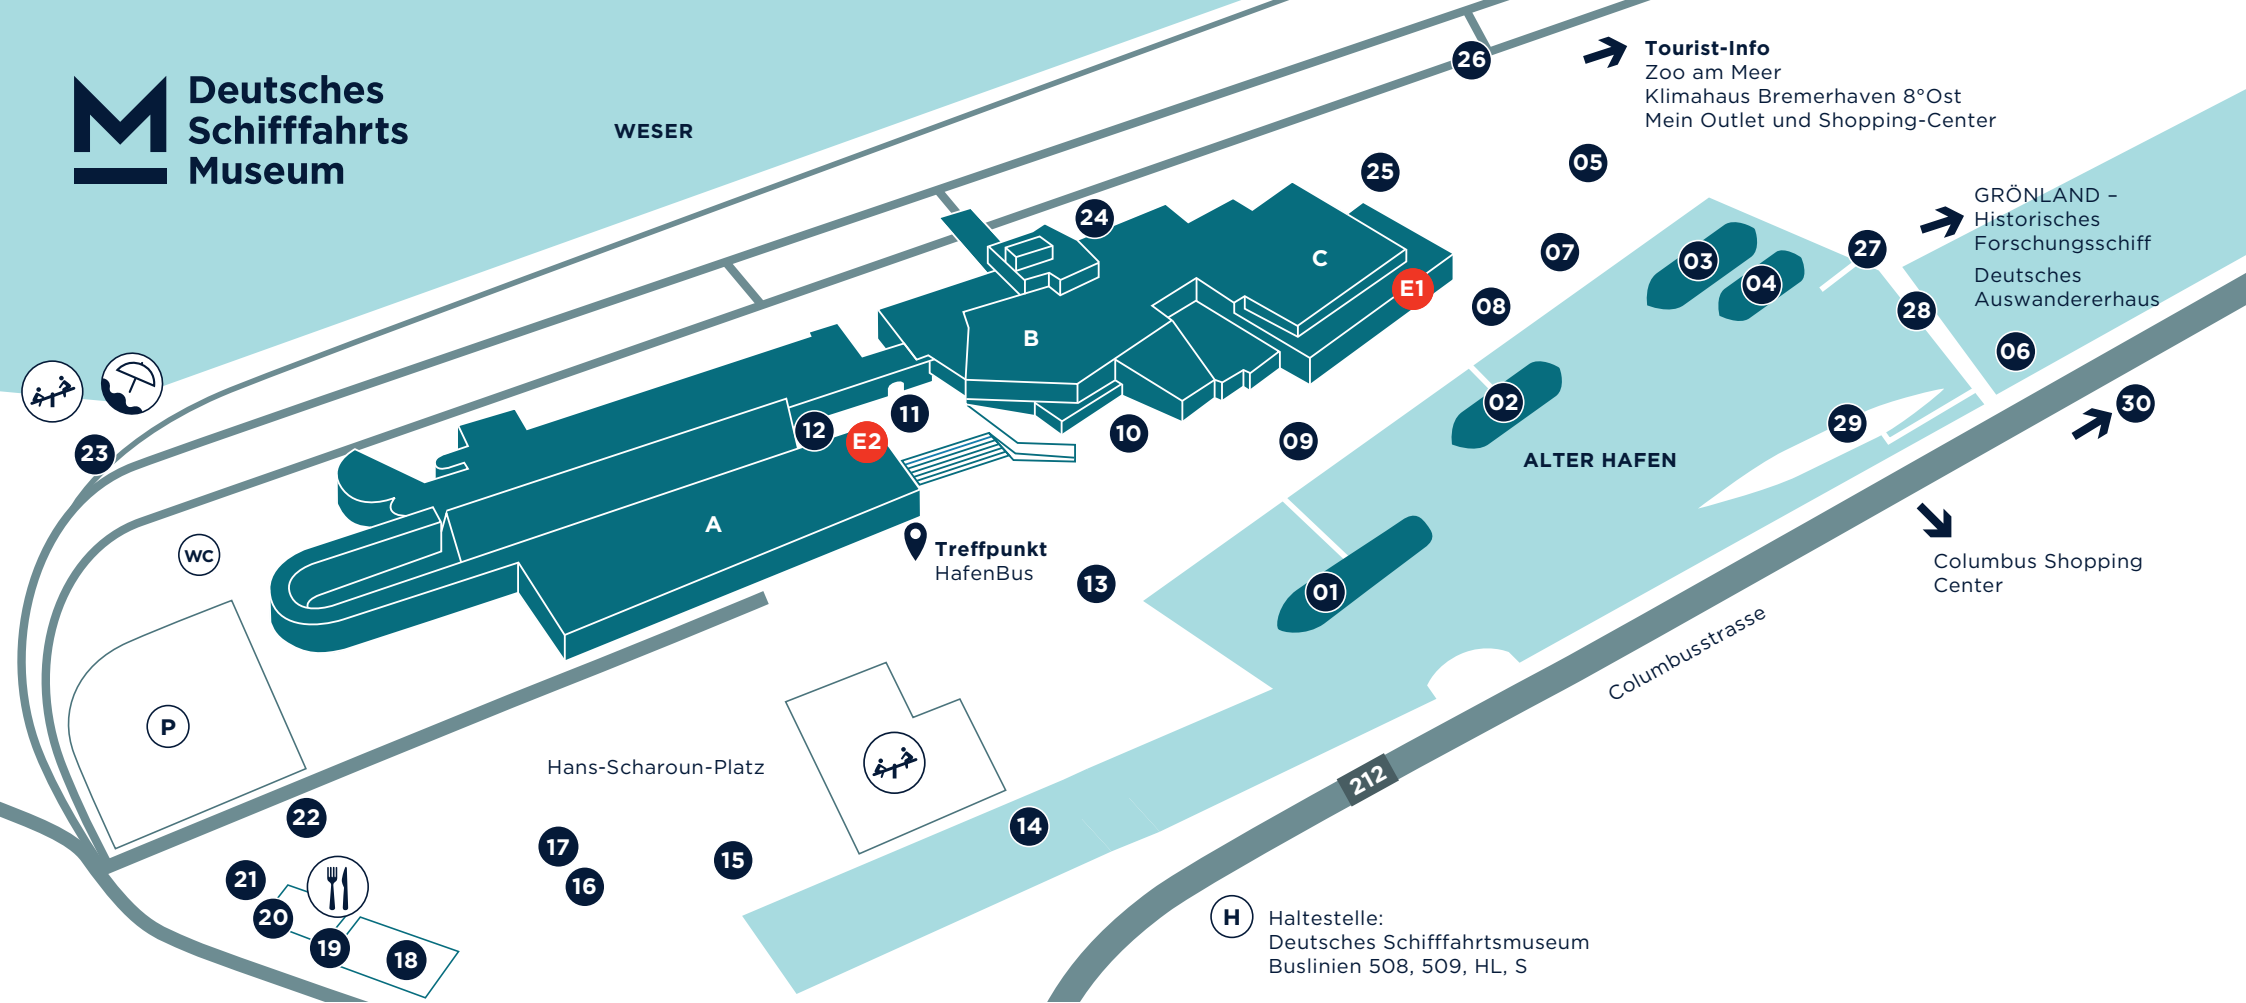 Deutsches
Schifffahrts
Museum
WESER
26
Tourist-Info
Zoo am Meer
Klimahaus Bremerhaven 8°Ost
Mein Outlet und Shopping-Center
05
25
24
GRÖNLAND –
Historisches
Forschungsschiff
Deutsches
Auswandererhaus
07
27
03
04
C
E1
08
28
06
B
02
30
11
12
E2
10
09
29
23
ALTER HAFEN
A
WC
Treffpunkt
HafenBus
13
01
Columbus Shopping
Center
Columbusstrasse
P
Hans-Scharoun-Platz
212
22
14
17
15
16
21
20
19
18
H
Haltestelle:
Deutsches Schifffahrtsmuseum
Buslinien 508, 509, HL, S